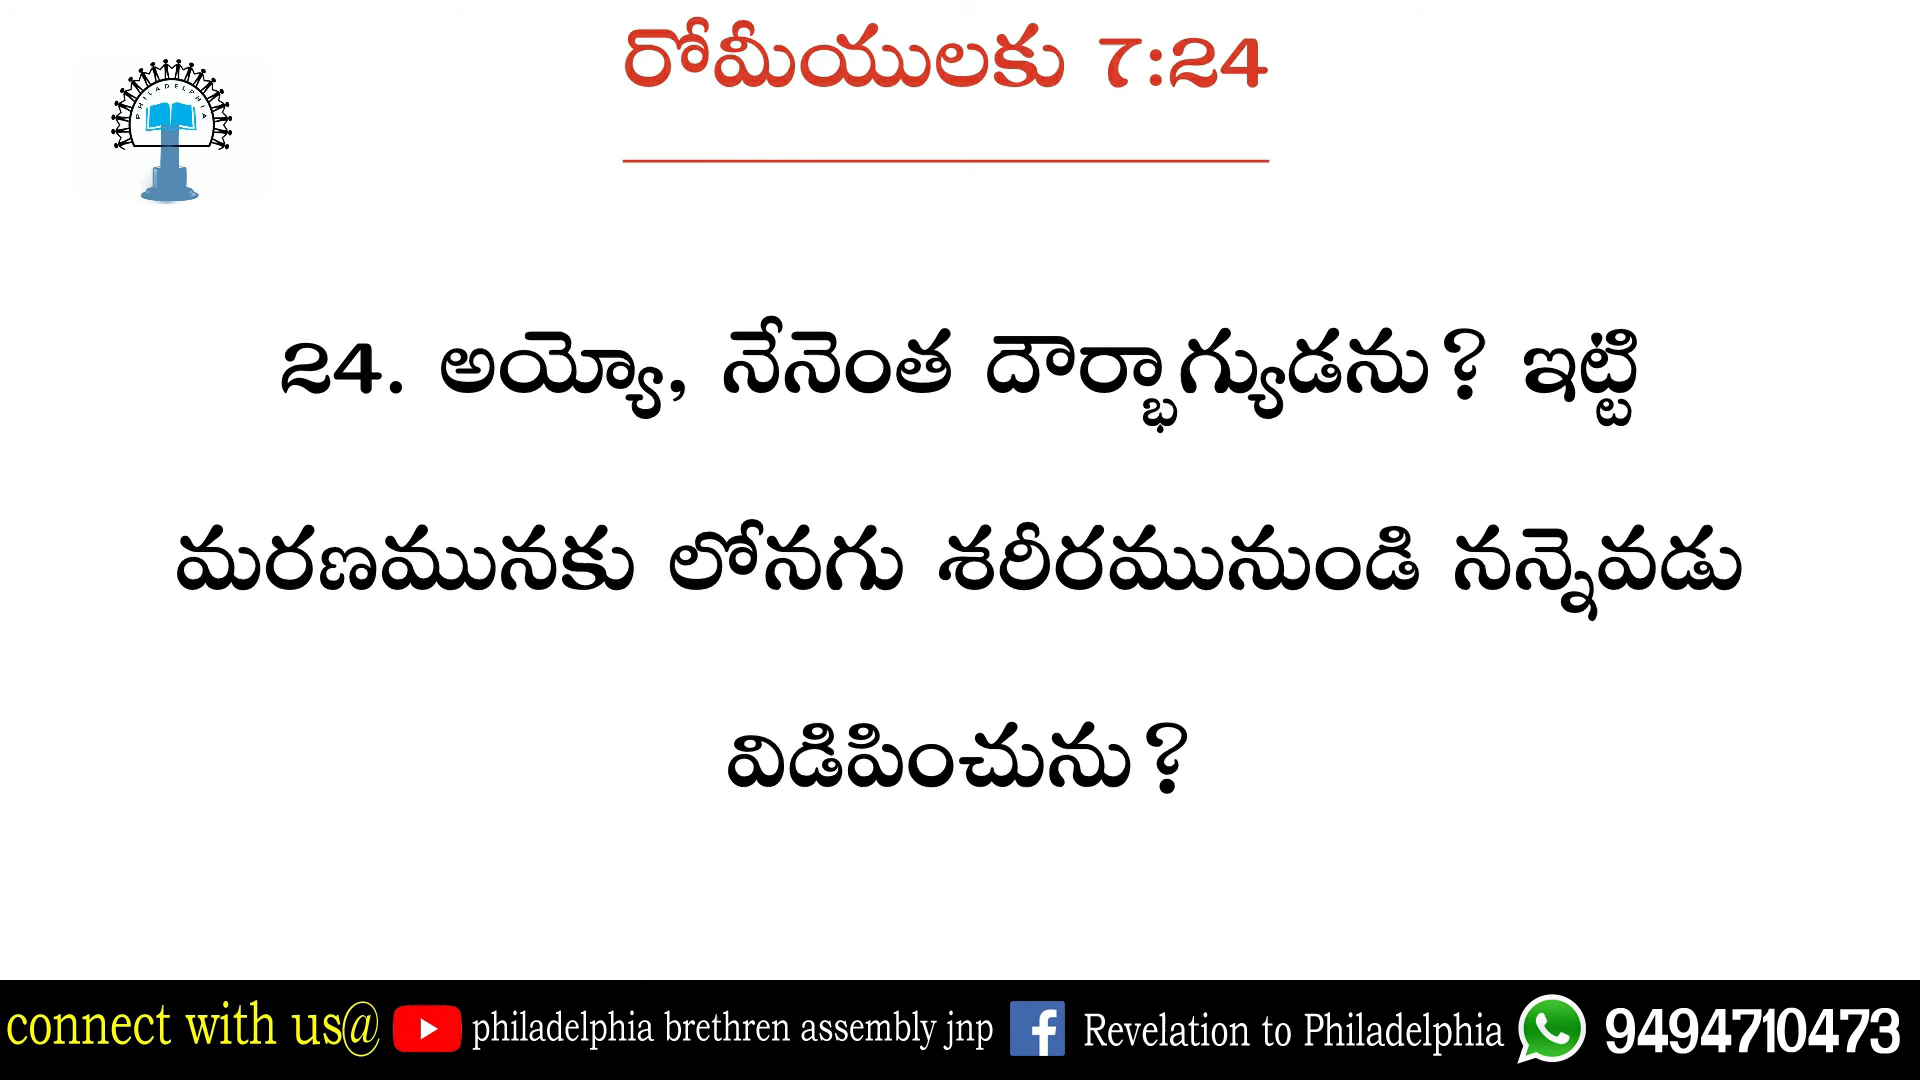 రోమీయులకు 7:24
PHILADELPHIA
24. అయ్యో, నేనెంత దౌర్భాగ్యుడను? ఇట్టి
మరణమునకు లోనగు శరీరమునుండి నన్నెవడు
విడిపించును?
connect with us@ philadelphia brethren assembly jnp Revelation to Philadelphia 9494710473